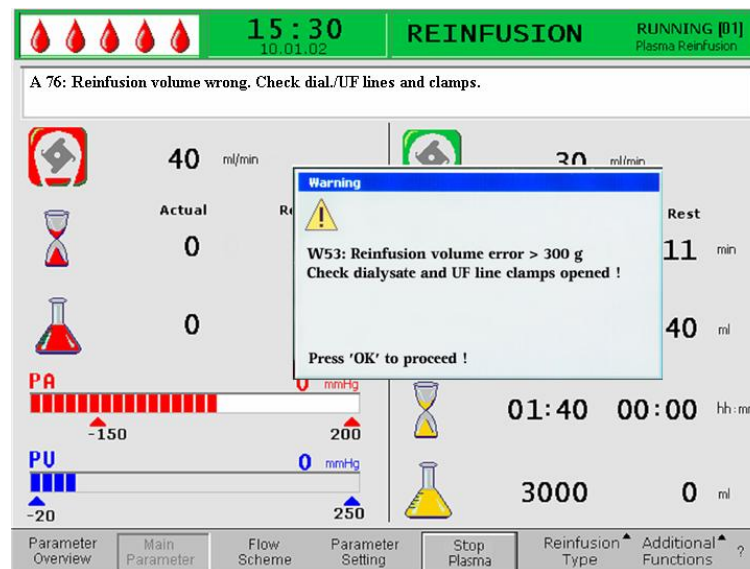 15:30
10.01.02
REINFUSION
RUNNING [01]
Plasma Reinfusion
A 76: Reinfusion volume wrong. Check dial./UF lines and clamps.
40 ml/min
30 ml/min
Actual
Rest
0
11 min
0
40 ml
Warning
W53: Reinfusion volume error > 300 g
Check dialysate and UF line clamps opened !
Press 'OK' to proceed !
PA 0 mmHg
-150 200
01:40 00:00
PV 0 mmHg
-20 250
3000 0 ml
Parameter Overview
Main Parameter
Flow Scheme
Parameter Setting
Stop Plasma
Reinfusion Type
Additional Functions
?